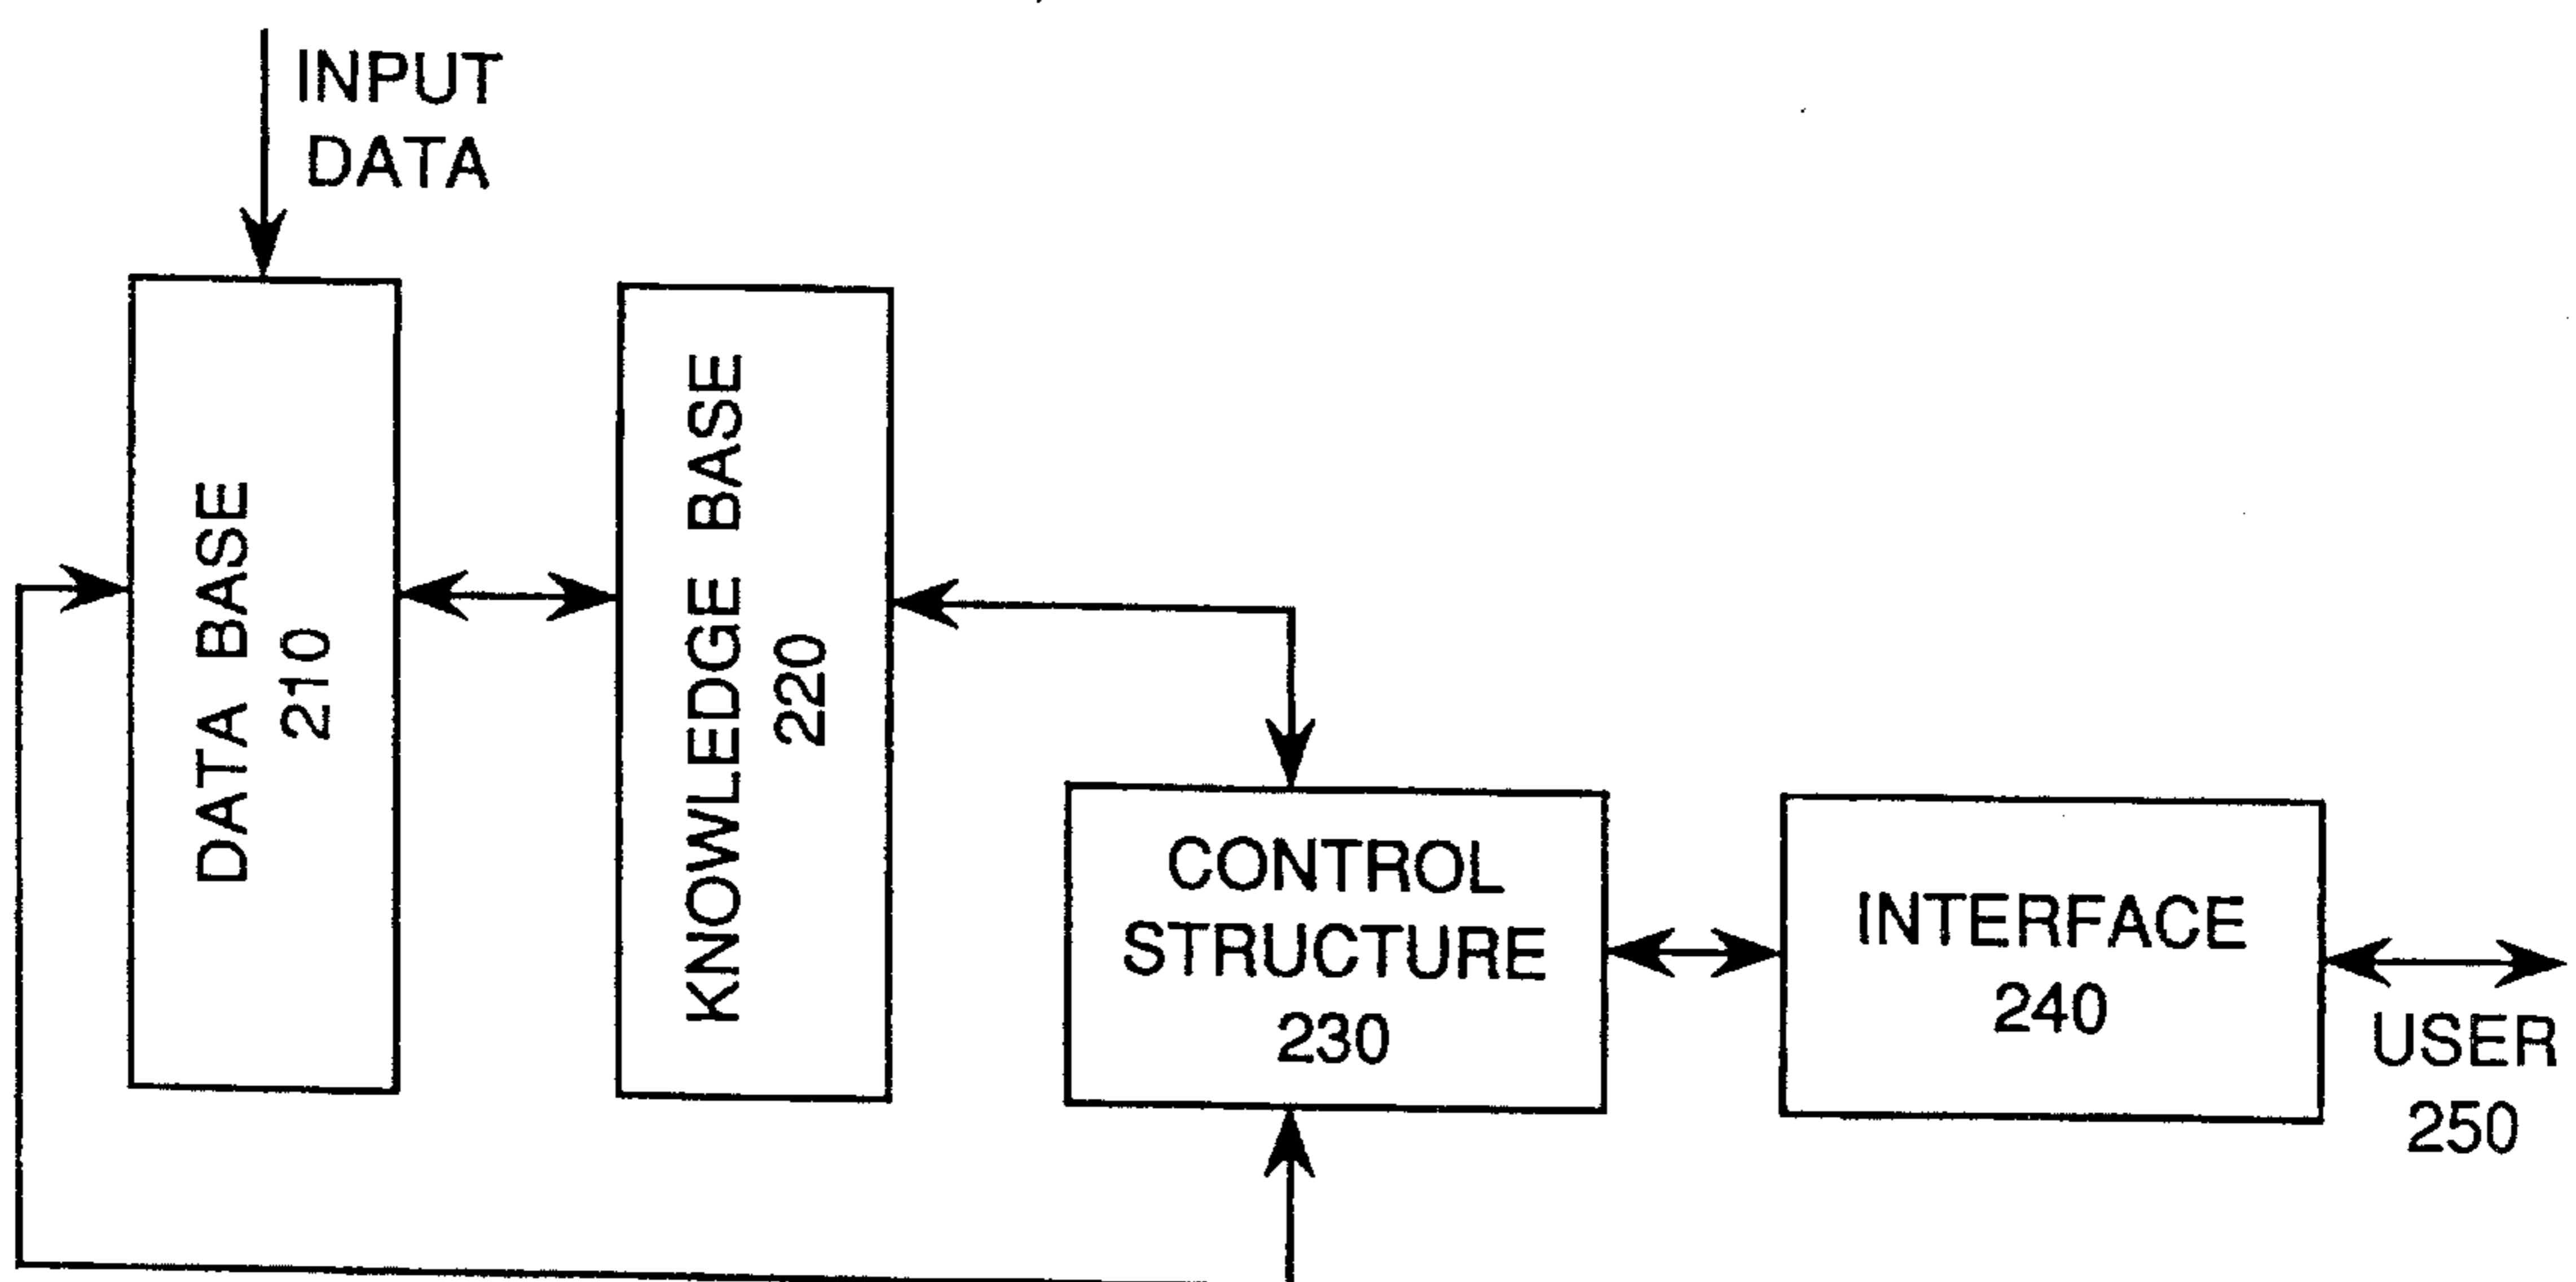 INPUT
DATA
DATA BASE
210
KNOWLEDGE BASE
220
CONTROL
STRUCTURE
230
INTERFACE
240
USER
250